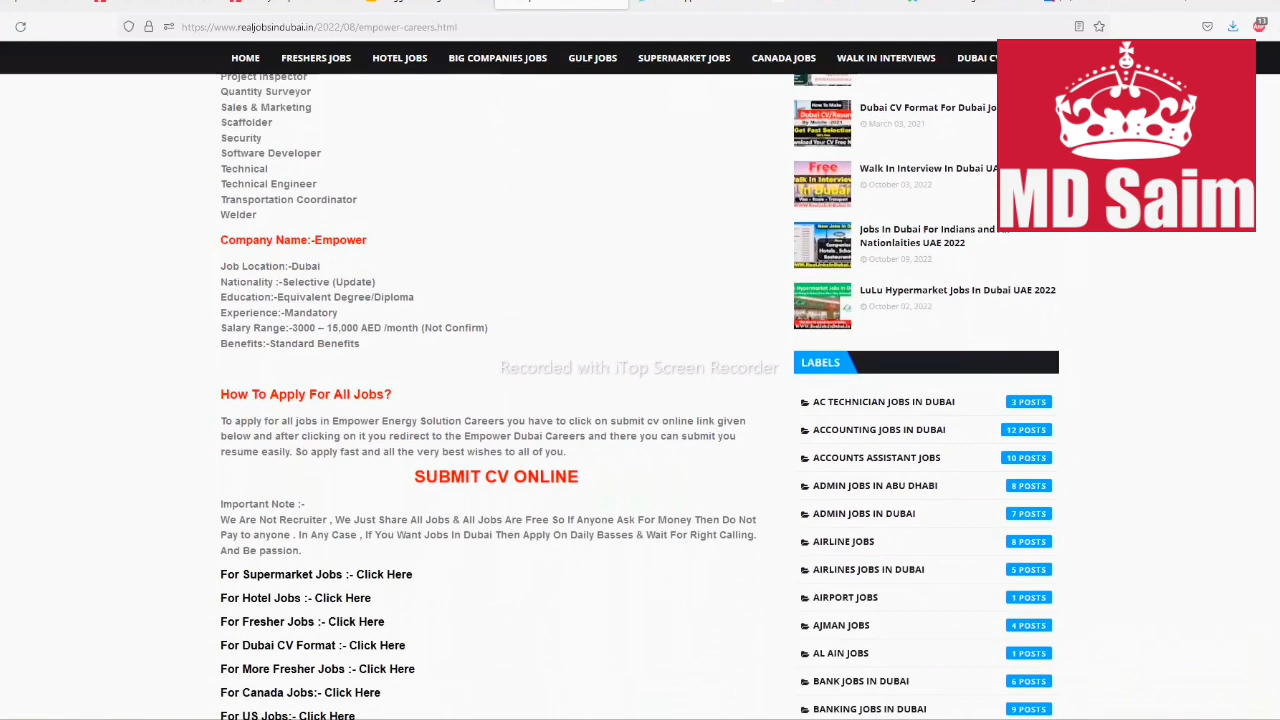 13
https://www.realjobsindubai.in/2022/08/empower-careers.html
HOME FRESHERS JOBS HOTEL JOBS BIG COMPANIES JOBS GULF JOBS SUPERMARKET JOBS CANADA JOBS WALK IN INTERVIEWS DUBAI CV
MD Saim
Project Inspector
Quantity Surveyor
Sales & Marketing
Scaffolder
Security
Software Developer
Technical
Technical Engineer
Transportation Coordinator
Welder
Company Name:-Empower
Job Location:-Dubai
Nationality :-Selective (Update)
Education:-Equivalent Degree/Diploma
Experience:-Mandatory
Salary Range:-3000 – 15,000 AED /month (Not Confirm)
Benefits:-Standard Benefits
Recorded with iTop Screen Recorder
How To Apply For All Jobs?
To apply for all jobs in Empower Energy Solution Careers you have to click on submit cv online link given
below and after clicking on it you redirect to the Empower Dubai Careers and there you can submit you
resume easily. So apply fast and all the very best wishes to all of you.
SUBMIT CV ONLINE
Important Note :-
We Are Not Recruiter , We Just Share All Jobs & All Jobs Are Free So If Anyone Ask For Money Then Do Not
Pay to anyone . In Any Case , If You Want Jobs In Dubai Then Apply On Daily Basses & Wait For Right Calling.
And Be passion.
For Supermarket Jobs :- Click Here
For Hotel Jobs :- Click Here
For Fresher Jobs :- Click Here
For Dubai CV Format :- Click Here
For More Fresher Jobs :- Click Here
For Canada Jobs:- Click Here
For US Jobs:- Click Here
Dubai CV Format For Dubai Jo
March 03, 2021
Walk In Interview In Dubai UA
October 03, 2022
Jobs In Dubai For Indians and
Nationlaities UAE 2022
October 09, 2022
LuLu Hypermarket Jobs In Dubai UAE 2022
October 02, 2022
LABELS
AC TECHNICIAN JOBS IN DUBAI 3 POSTS
ACCOUNTING JOBS IN DUBAI 12 POSTS
ACCOUNTS ASSISTANT JOBS 10 POSTS
ADMIN JOBS IN ABU DHABI 8 POSTS
ADMIN JOBS IN DUBAI 7 POSTS
AIRLINE JOBS 8 POSTS
AIRLINES JOBS IN DUBAI 5 POSTS
AIRPORT JOBS 1 POSTS
AJMAN JOBS 4 POSTS
AL AIN JOBS 1 POSTS
BANK JOBS IN DUBAI 6 POSTS
BANKING JOBS IN DUBAI 9 POSTS